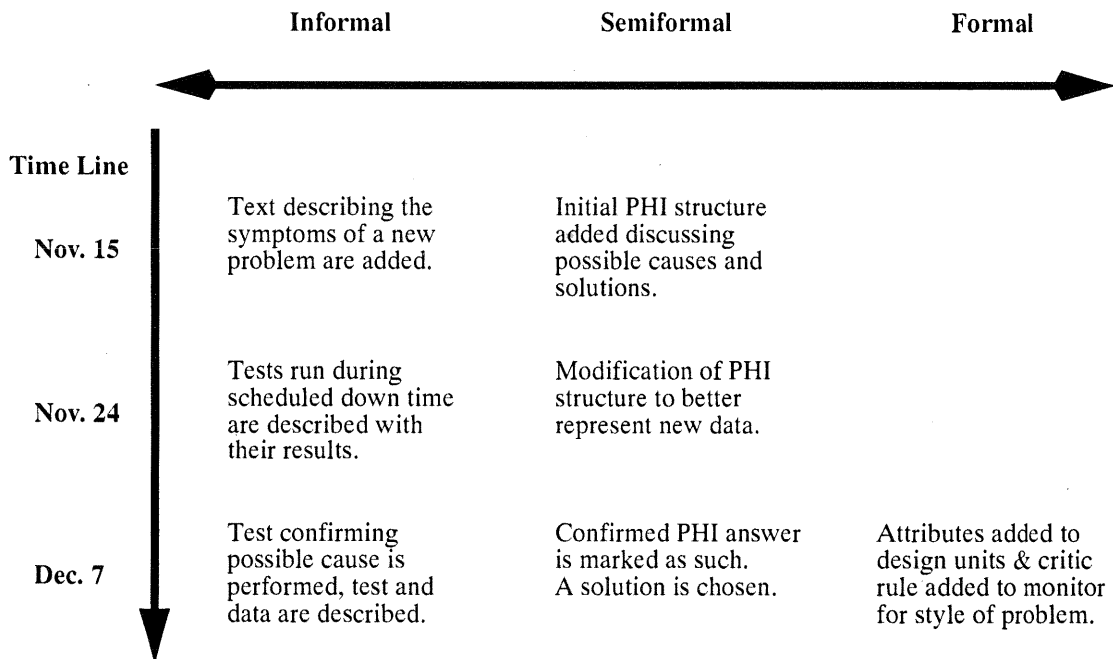 Informal Semiformal Formal
Time Line
Nov. 15
Text describing the
symptoms of a new
problem are added.
Initial PHI structure
added discussing
possible causes and
solutions.
Nov. 24
Tests run during
scheduled down time
are described with
their results.
Modification of PHI
structure to better
represent new data.
Dec. 7
Test confirming
possible cause is
performed, test and
data are described.
Confirmed PHI answer
is marked as such.
A solution is chosen.
Attributes added to
design units & critic
rule added to monitor
for style of problem.